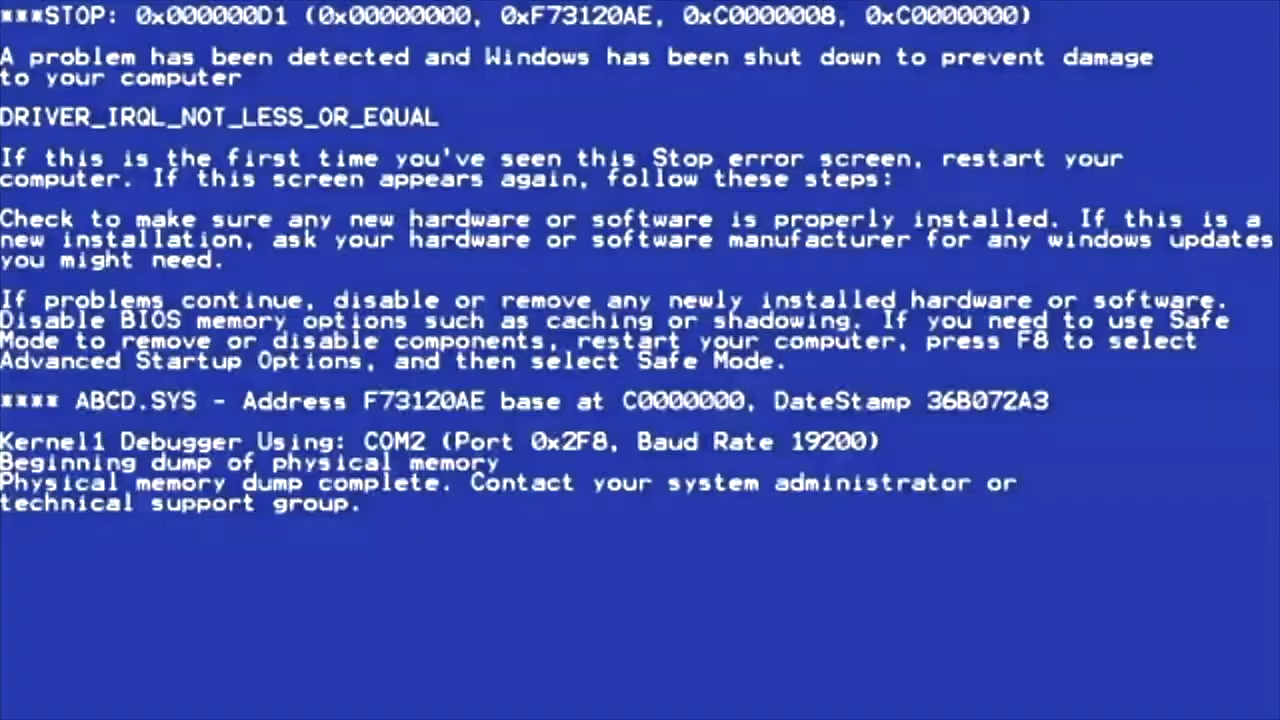 ***STOP: 0x000000D1 (0x00000000, 0xF73120AE, 0xC0000008, 0xC0000000)
A problem has been detected and Windows has been shut down to prevent damage
to your computer
DRIVER_IRQL_NOT_LESS_OR_EQUAL
If this is the first time you've seen this Stop error screen, restart your
computer. If this screen appears again, follow these steps:
Check to make sure any new hardware or software is properly installed. If this is a
new installation, ask your hardware or software manufacturer for any windows updates
you might need.
If problems continue, disable or remove any newly installed hardware or software.
Disable BIOS memory options such as caching or shadowing. If you need to use Safe
Mode to remove or disable components, restart your computer, press F8 to select
Advanced Startup Options, and then select Safe Mode.
**** ABCD.SYS - Address F73120AE base at C0000000, DateStamp 36B072A3
Kernel1 Debugger Using: COM2 (Port 0x2F8, Baud Rate 19200)
Beginning dump of physical memory
Physical memory dump complete. Contact your system administrator or
technical support group.